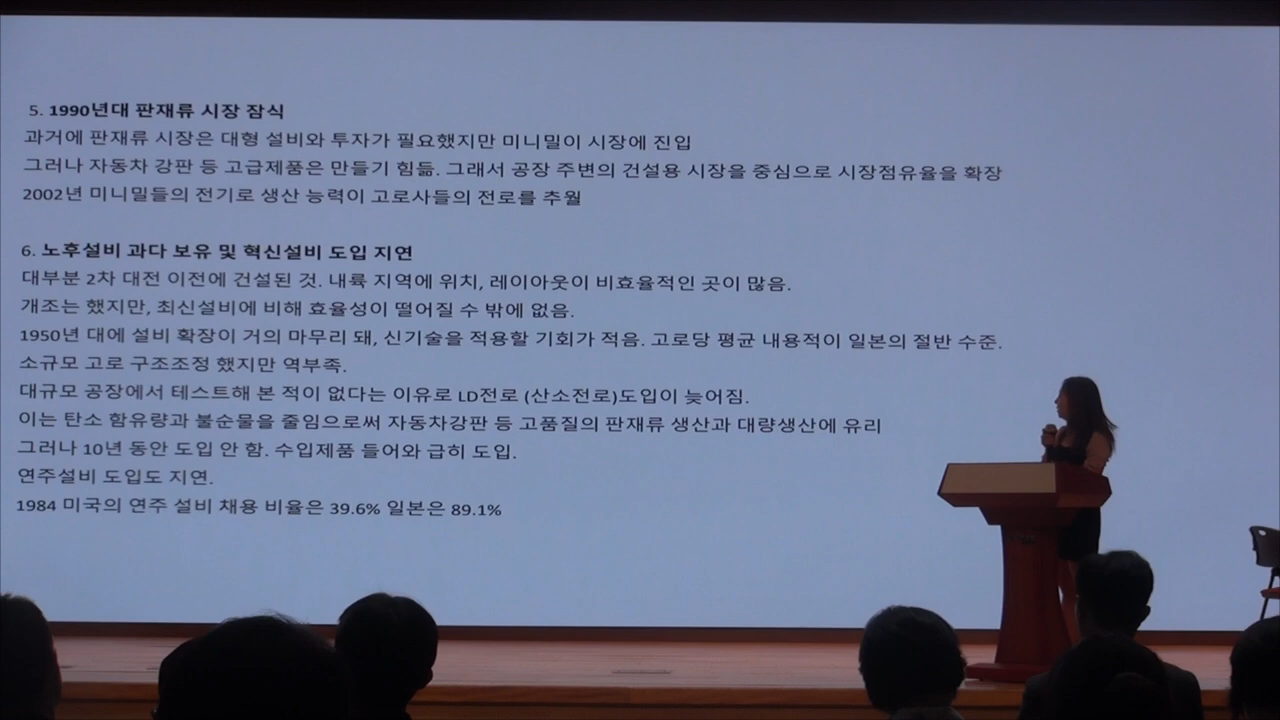 5. 1990년대 판재류 시장 잠식
과거에 판재류 시장은 대형 설비와 투자가 필요했지만 미니밀이 시장에 진입
그러나 자동차 강판 등 고급제품은 만들기 힘듦. 그래서 공장 주변의 건설용 시장을 중심으로 시장점유율을 확장
2002년 미니밀들의 전기로 생산 능력이 고로사들의 전로를 추월
6. 노후설비 과다 보유 및 혁신설비 도입 지연
대부분 2차 대전 이전에 건설된 것. 내륙 지역에 위치, 레이아웃이 비효율적인 곳이 많음.
개조는 했지만, 최신설비에 비해 효율성이 떨어질 수 밖에 없음.
1950년 대에 설비 확장이 거의 마무리 돼, 신기술을 적용할 기회가 적음. 고로당 평균 내용적이 일본의 절반 수준.
소규모 고로 구조조정 했지만 역부족.
대규모 공장에서 테스트해 본 적이 없다는 이유로 LD전로 (산소전로)도입이 늦어짐.
이는 탄소 함유량과 불순물을 줄임으로써 자동차강판 등 고품질의 판재류 생산과 대량생산에 유리
그러나 10년 동안 도입 안 함. 수입제품 들어와 급히 도입.
연주설비 도입도 지연.
1984 미국의 연주 설비 채용 비율은 39.6% 일본은 89.1%